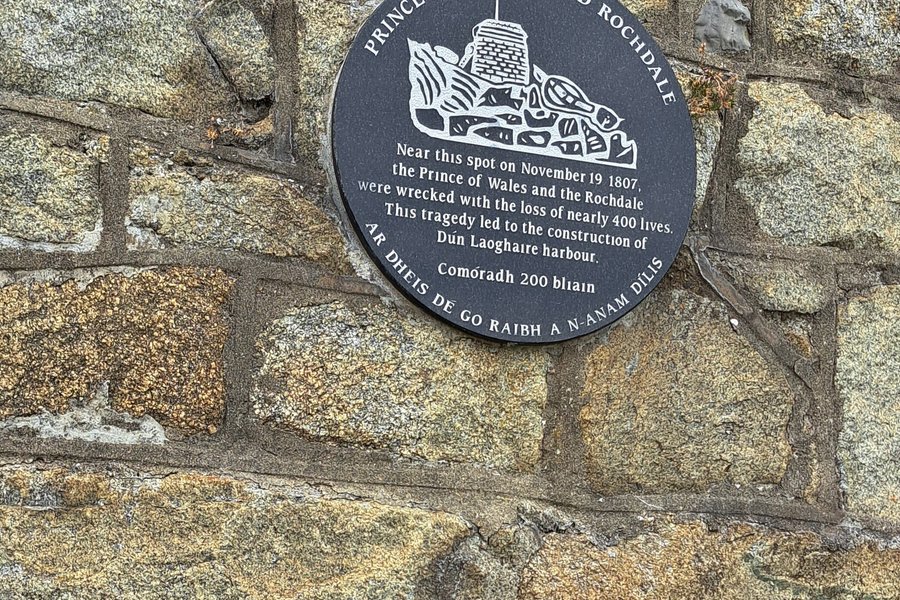 PRINCE D ROCHDALE
Near this spot on November 19 1807,
the Prince of Wales and the Rochdale
were wrecked with the loss of nearly 400 lives.
This tragedy led to the construction of
Dún Laoghaire harbour.
Comóradh 200 bliain
AR DHEIS DÉ GO RAIBH A N-ANAM DÍLIS